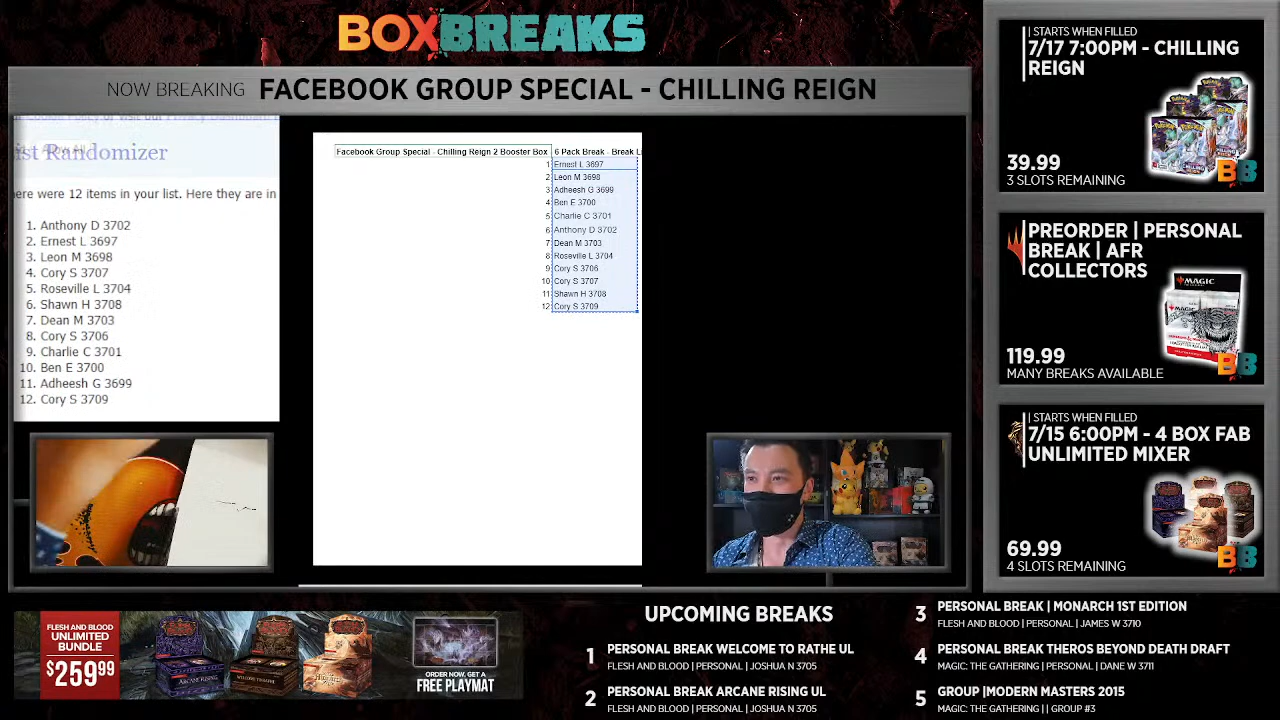 BOXBREAKS
NOW BREAKING FACEBOOK GROUP SPECIAL - CHILLING REIGN
ist Randomizer
ere were 12 items in your list. Here they are in
1. Anthony D 3702
2. Ernest L 3697
3. Leon M 3698
4. Cory S 3707
5. Roseville L 3704
6. Shawn H 3708
7. Dean M 3703
8. Cory S 3706
9. Charlie C 3701
10. Ben E 3700
11. Adheesh G 3699
12. Cory S 3709
Facebook Group Special - Chilling Reign 2 Booster Box 6 Pack Break - Break Li
1 Ernest L 3697
2 Leon M 3698
3 Adheesh G 3699
4 Ben E 3700
5 Charlie C 3701
6 Anthony D 3702
7 Dean M 3703
8 Roseville L 3704
9 Cory S 3706
10 Cory S 3707
11 Shawn H 3708
12 Cory S 3709
| STARTS WHEN FILLED
7/17 7:00PM - CHILLING
REIGN
39.99
3 SLOTS REMAINING
BB
PREORDER | PERSONAL
BREAK | AFR
COLLECTORS
MAGIC
119.99
MANY BREAKS AVAILABLE
BB
| STARTS WHEN FILLED
7/15 6:00PM - 4 BOX FAB
UNLIMITED MIXER
69.99
4 SLOTS REMAINING
BB
FLESH AND BLOOD
UNLIMITED
BUNDLE
$259.99
ARCANE RISING
WELCOME TO RATHE
ORDER NOW, GET A
FREE PLAYMAT
UPCOMING BREAKS
1 PERSONAL BREAK WELCOME TO RATHE UL
FLESH AND BLOOD | PERSONAL | JOSHUA N 3705
2 PERSONAL BREAK ARCANE RISING UL
FLESH AND BLOOD | PERSONAL | JOSHUA N 3705
3 PERSONAL BREAK | MONARCH 1ST EDITION
FLESH AND BLOOD | PERSONAL | JAMES W 3710
4 PERSONAL BREAK THEROS BEYOND DEATH DRAFT
MAGIC: THE GATHERING | PERSONAL | DANE W 3711
5 GROUP |MODERN MASTERS 2015
MAGIC: THE GATHERING | | GROUP #3